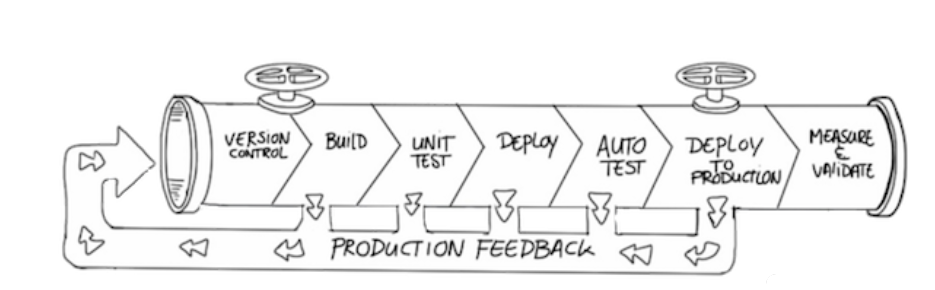 VERSION
CONTROL
BUILD
UNIT
TEST
DEPLOY
AUTO
TEST
DEPLOY
TO
PRODUCTION
MEASURE
&
VALIDATE
PRODUCTION FEEDBACK